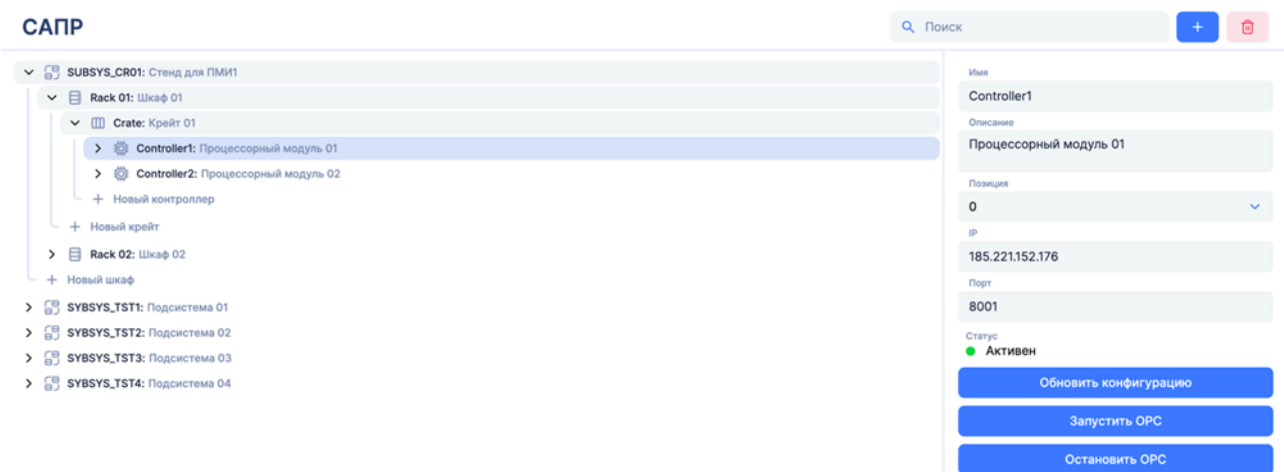 САПР
Поиск
SUBSYS_CR01: Стенд для ПМИ1
Rack 01: Шкаф 01
Crate: Крейт 01
Controller1: Процессорный модуль 01
Controller2: Процессорный модуль 02
Новый контроллер
Новый крейт
Rack 02: Шкаф 02
Новый шкаф
SYBSYS_TST1: Подсистема 01
SYBSYS_TST2: Подсистема 02
SYBSYS_TST3: Подсистема 03
SYBSYS_TST4: Подсистема 04
Имя
Controller1
Описание
Процессорный модуль 01
Позиция
0
IP
185.221.152.176
Порт
8001
Статус
Активен
Обновить конфигурацию
Запустить ОРС
Остановить ОРС